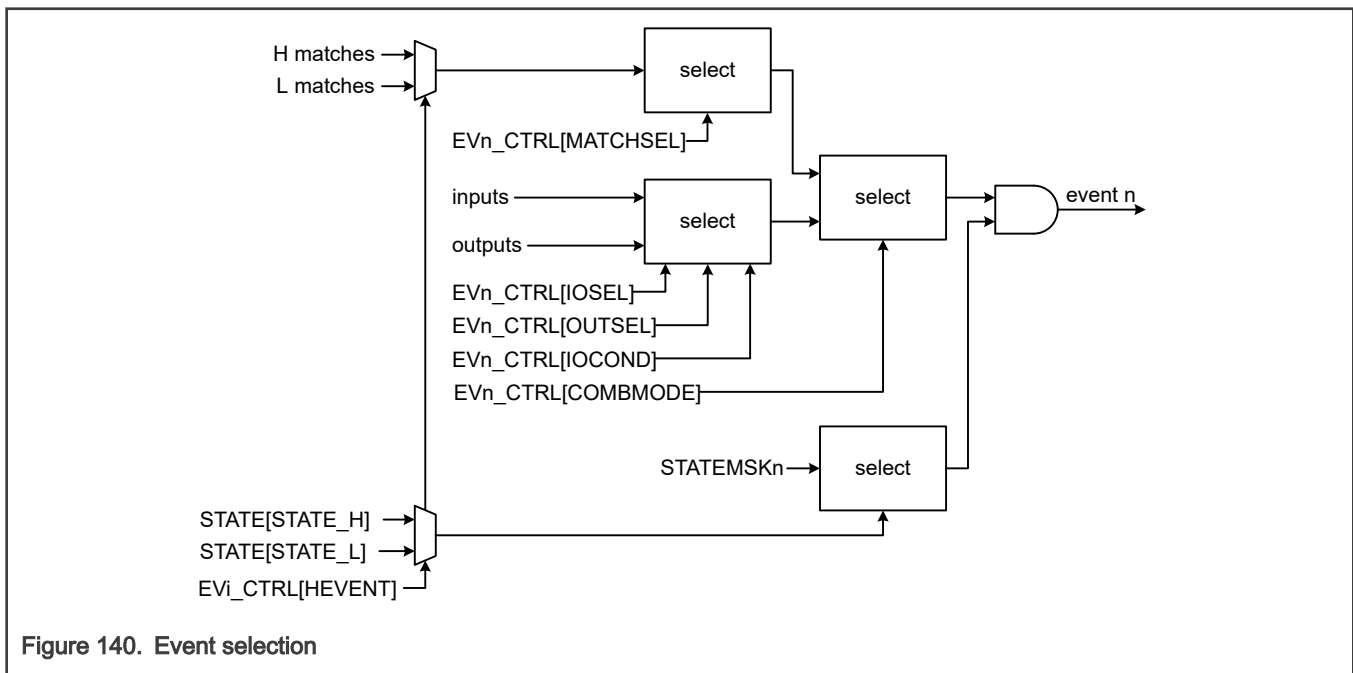 H matches
L matches
select
EVn_CTRL[MATCHSEL]
inputs
outputs
select
select
event n
EVn_CTRL[IOSEL]
EVn_CTRL[OUTSEL]
EVn_CTRL[IOCOND]
EVn_CTRL[COMBMODE]
STATEMSKn
select
STATE[STATE_H]
STATE[STATE_L]
EVi_CTRL[HEVENT]
Figure 140. Event selection